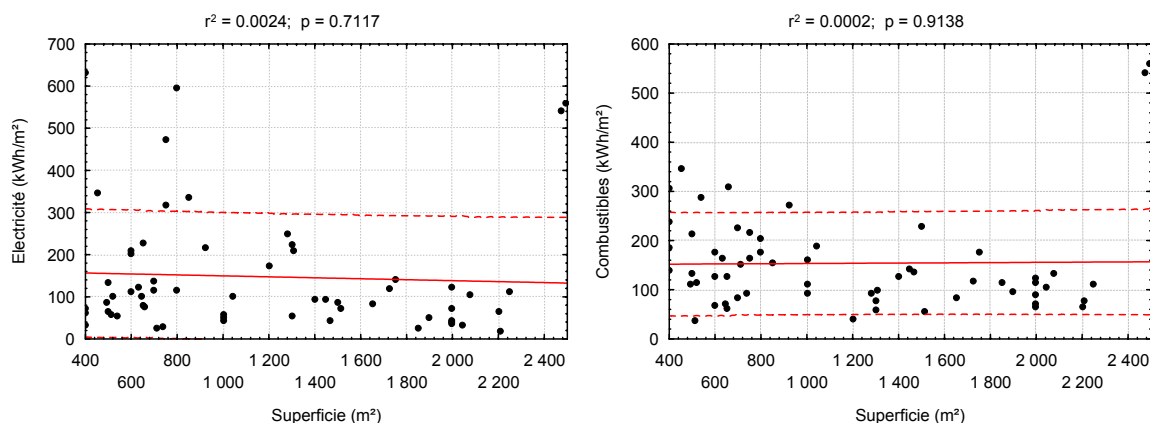 r² = 0.0024; p = 0.7117
Electricité (kWh/m²)
700
600
500
400
300
200
100
0
400 800 1 200 1 600 2 000 2 400
600 1 000 1 400 1 800 2 200
Superficie (m²)
r² = 0.0002; p = 0.9138
Combustibles (kWh/m²)
600
500
400
300
200
100
0
400 800 1 200 1 600 2 000 2 400
600 1 000 1 400 1 800 2 200
Superficie (m²)